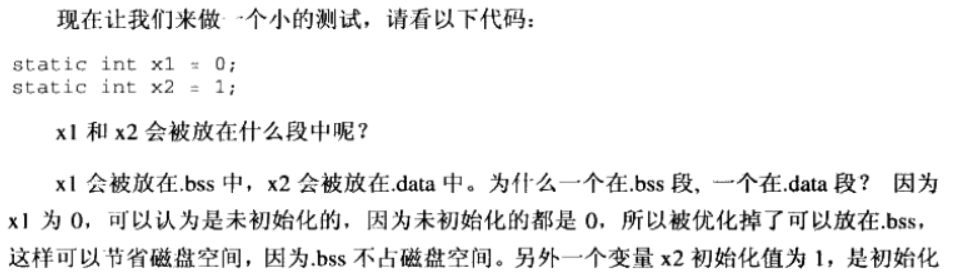 现在让我们来做一个小的测试，请看以下代码：
static int x1 = 0;
static int x2 = 1;
x1 和 x2 会被放在什么段中呢？
x1 会被放在.bss 中，x2 会被放在.data 中。为什么一个在.bss 段, 一个在.data 段？ 因为
x1 为 0，可以认为是未初始化的，因为未初始化的都是 0，所以被优化掉了可以放在.bss，
这样可以节省磁盘空间，因为.bss 不占磁盘空间。另外一个变量 x2 初始化值为 1，是初始化